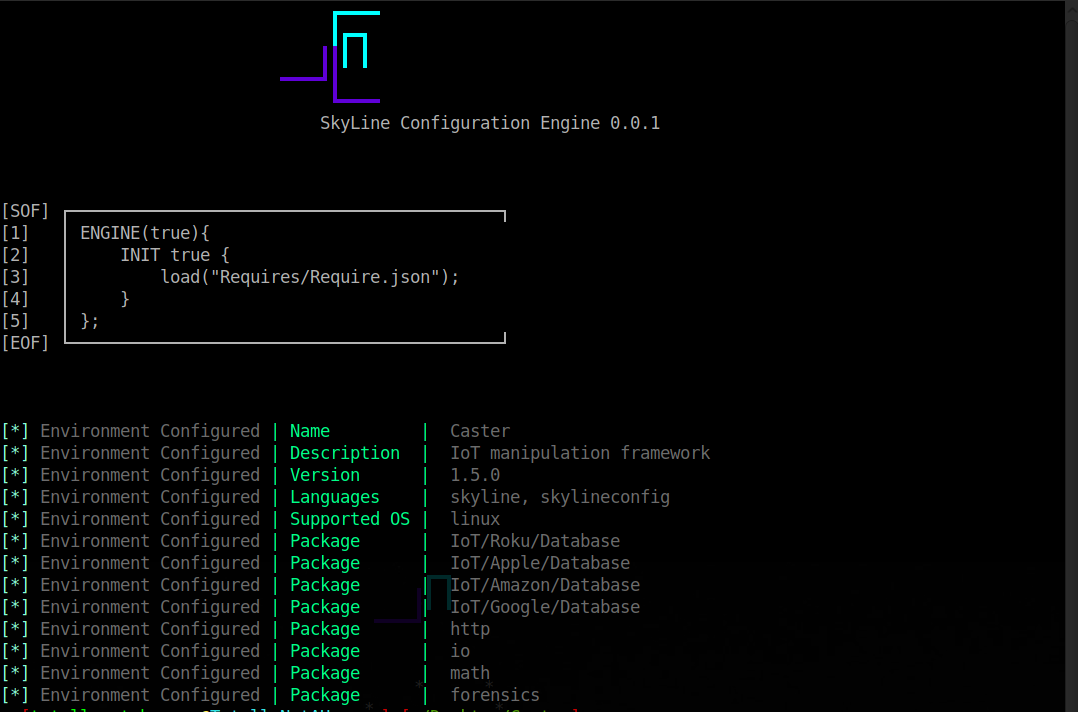 SkyLine Configuration Engine 0.0.1
[SOF]
[1] ENGINE(true){
[2] INIT true {
[3] load("Requires/Require.json");
[4] }
[5] };
[EOF]
[*] Environment Configured | Name | Caster
[*] Environment Configured | Description | IoT manipulation framework
[*] Environment Configured | Version | 1.5.0
[*] Environment Configured | Languages | skyline, skylineconfig
[*] Environment Configured | Supported OS | linux
[*] Environment Configured | Package | IoT/Roku/Database
[*] Environment Configured | Package | IoT/Apple/Database
[*] Environment Configured | Package | IoT/Amazon/Database
[*] Environment Configured | Package | IoT/Google/Database
[*] Environment Configured | Package | http
[*] Environment Configured | Package | io
[*] Environment Configured | Package | math
[*] Environment Configured | Package | forensics